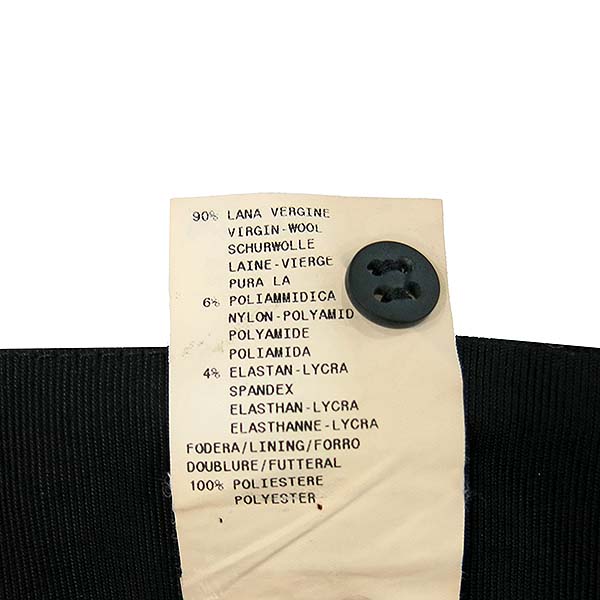 90% LANA VERGINE
VIRGIN-WOOL
SCHURWOLLE
LAINE-VIERGE
PURA LA
6% POLIAMMIDICA
NYLON-POLYAMID
POLYAMIDE
POLIAMIDA
4% ELASTAN-LYCRA
SPANDEX
ELASTHAN-LYCRA
ELASTHANNE-LYCRA
FODERA/LINING/FORRO
DOUBLURE/FUTTERAL
100% POLIESTERE
POLYESTER